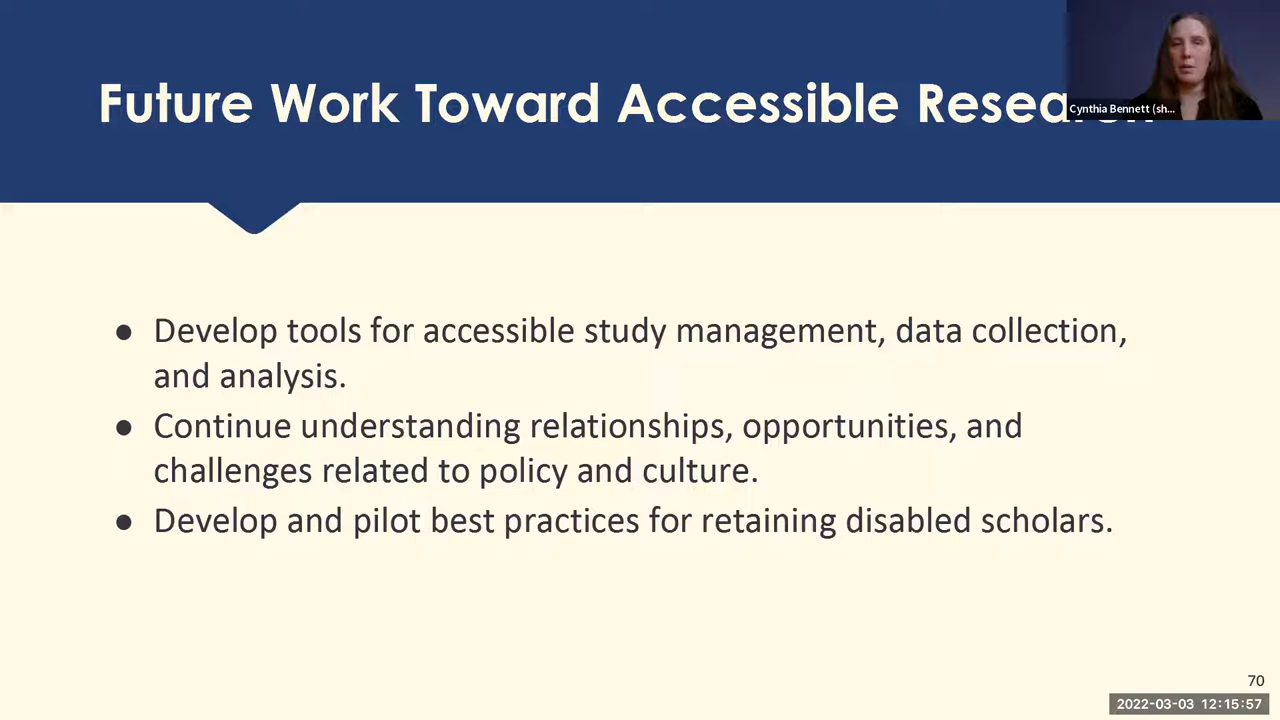 Future Work Toward Accessible
Cynthia Bennett (sh...
● Develop tools for accessible study management, data collection,
and analysis.
● Continue understanding relationships, opportunities, and
challenges related to policy and culture.
● Develop and pilot best practices for retaining disabled scholars.
70
2022-03-03 12:15:57